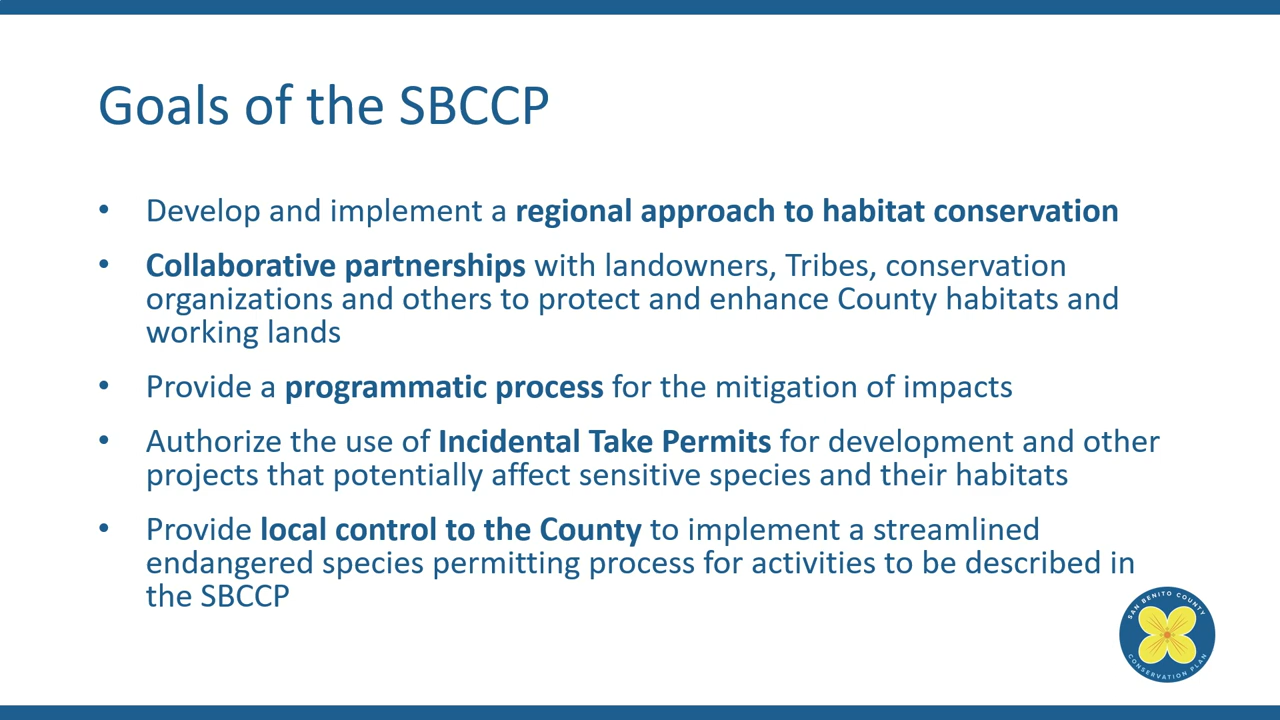 Goals of the SBCCP
• Develop and implement a regional approach to habitat conservation
• Collaborative partnerships with landowners, Tribes, conservation
organizations and others to protect and enhance County habitats and
working lands
• Provide a programmatic process for the mitigation of impacts
• Authorize the use of Incidental Take Permits for development and other
projects that potentially affect sensitive species and their habitats
• Provide local control to the County to implement a streamlined
endangered species permitting process for activities to be described in
the SBCCP
SAN BENITO COUNTY
CONSERVATION PLAN